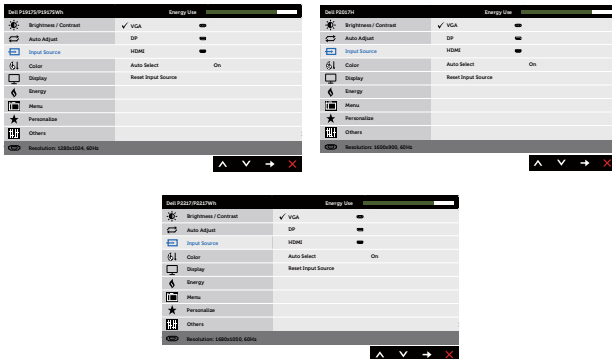 Dell P1917S/P1917SWh Energy Use
Brightness / Contrast ✓ VGA
Auto Adjust DP
Input Source HDMI
Color Auto Select On
Display Reset Input Source
Energy
Menu
Personalize
Others
Resolution: 1280x1024, 60Hz
Dell P2017H Energy Use
Brightness / Contrast ✓ VGA
Auto Adjust DP
Input Source HDMI
Color Auto Select On
Display Reset Input Source
Energy
Menu
Personalize
Others
Resolution: 1600x900, 60Hz
Dell P2217/P2217Wh Energy Use
Brightness / Contrast ✓ VGA
Auto Adjust DP
Input Source HDMI
Color Auto Select On
Display Reset Input Source
Energy
Menu
Personalize
Others
Resolution: 1680x1050, 60Hz